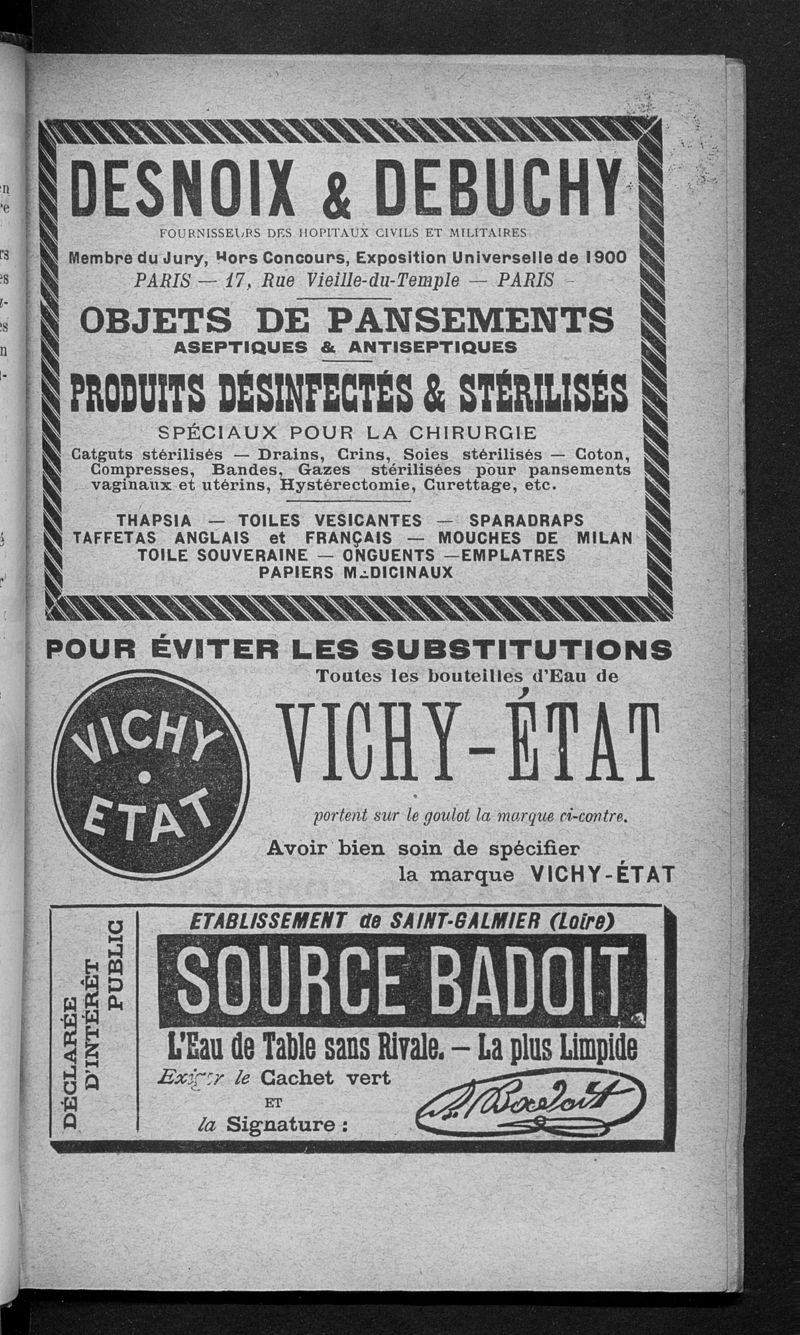 DESNOIX & DEBUCHY
FOURNISSEURS DES HOPITAUX CIVILS ET MILITAIRES
Membre du Jury, Hors Concours, Exposition Universelle de 1900
PARIS — 17, Rue Vieille-du-Temple — PARIS
OBJETS DE PANSEMENTS
ASEPTIQUES & ANTISEPTIQUES
PRODUITS DÉSINFECTÉS & STÉRILISÉS
SPÉCIAUX POUR LA CHIRURGIE
Catguts stérilisés — Drains, Crins, Soies stérilisés — Coton,
Compresses, Bandes, Gazes stérilisées pour pansements
vaginaux et utérins, Hystérectomie, Curettage, etc.
THAPSIA — TOILES VESICANTES — SPARADRAPS
TAFFETAS ANGLAIS et FRANÇAIS — MOUCHES DE MILAN
TOILE SOUVERAINE — ONGUENTS — EMPLATRES
PAPIERS MÉDICINAUX
POUR ÉVITER LES SUBSTITUTIONS
Toutes les bouteilles d'Eau de
VICHY-ÉTAT
VICHY
ETAT
portent sur le goulot la marque ci-contre.
Avoir bien soin de spécifier
la marque VICHY-ÉTAT
DÉCLARÉE
D'INTÉRÊT
PUBLIC
ETABLISSEMENT de SAINT-GALMIER (Loire)
SOURCE BADOIT
L'Eau de Table sans Rivale. — La plus Limpide
Exiger le Cachet vert
ET
la Signature :
Badoit